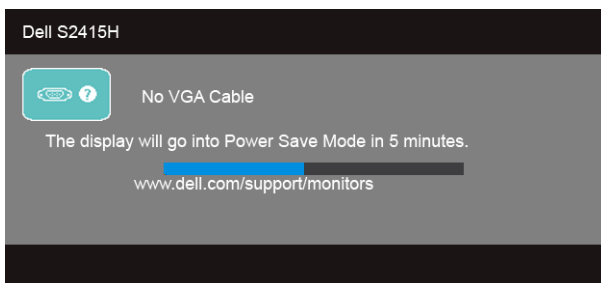 Dell S2415H
?
No VGA Cable
The display will go into Power Save Mode in 5 minutes.
www.dell.com/support/monitors